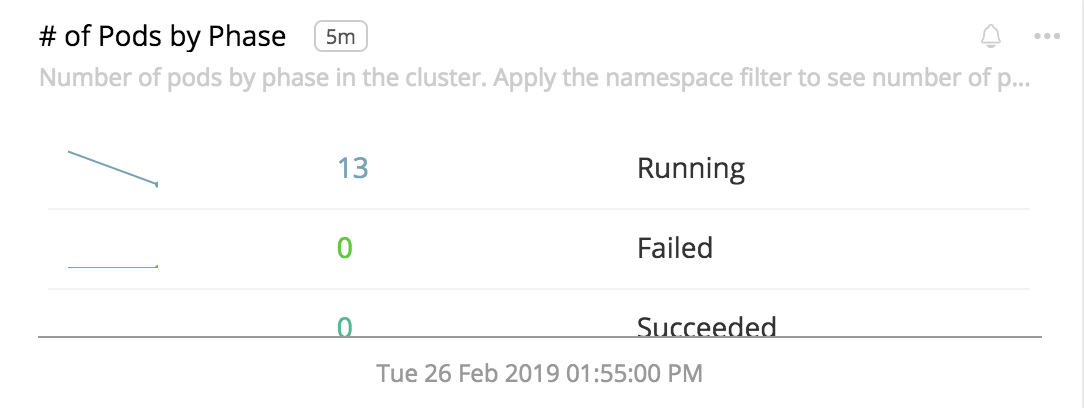 # of Pods by Phase 5m
Number of pods by phase in the cluster. Apply the namespace filter to see number of p...
13 Running
0 Failed
0 Succeeded
Tue 26 Feb 2019 01:55:00 PM